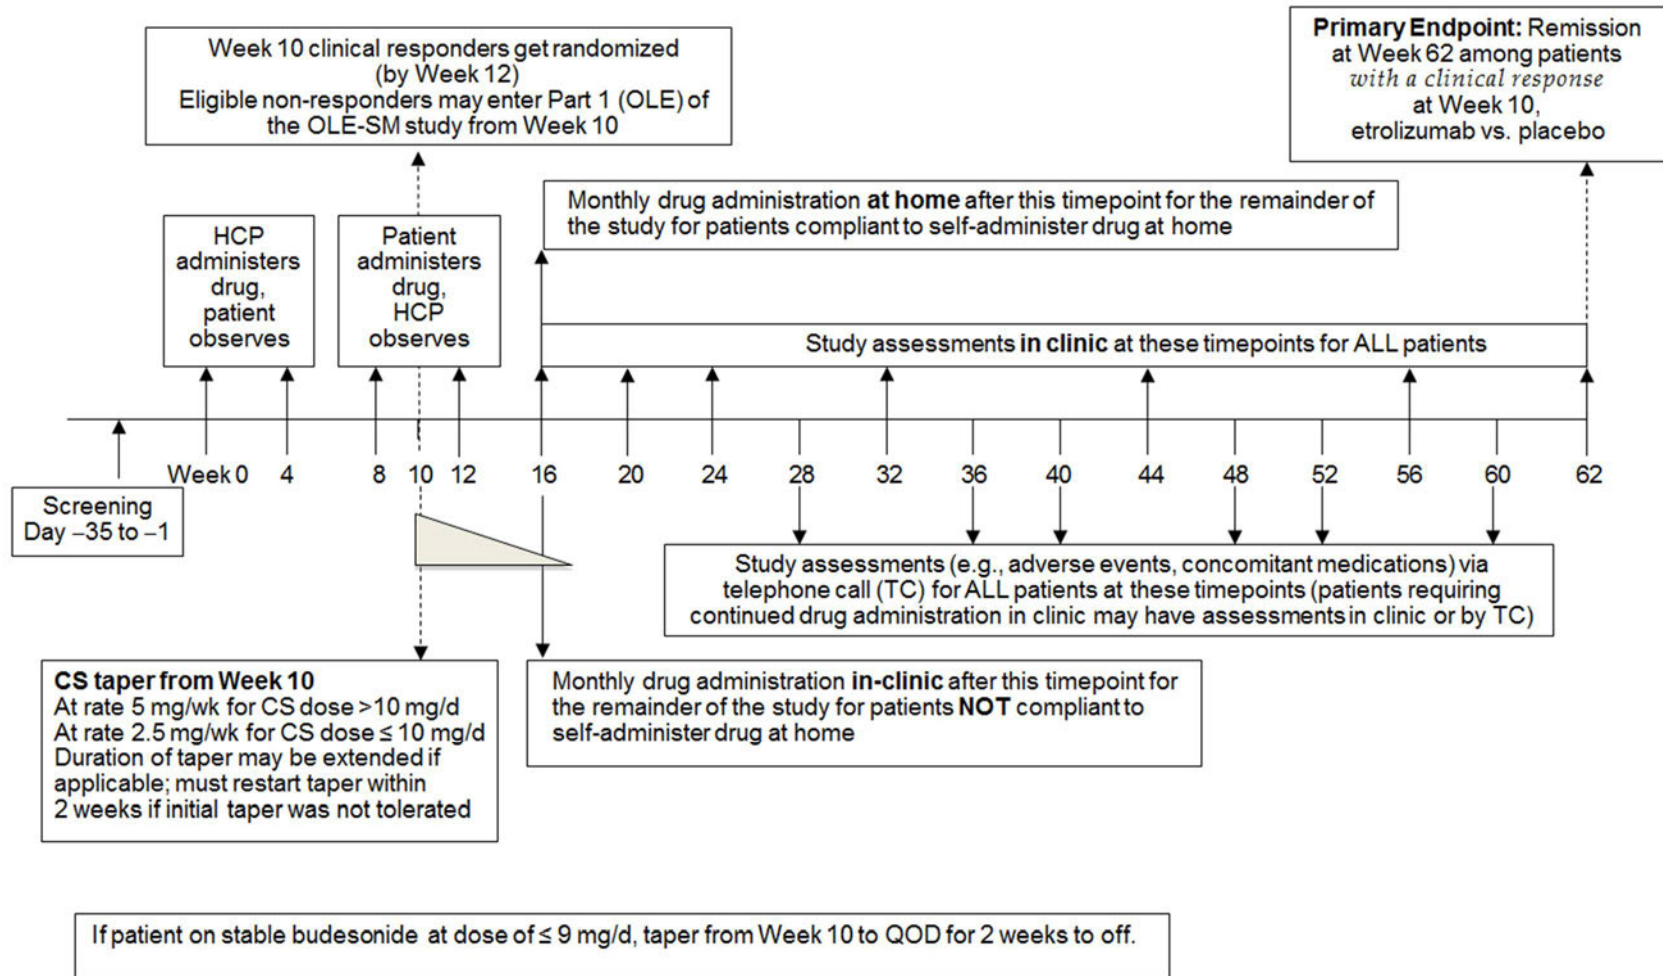 Week 10 clinical responders get randomized
(by Week 12)
Eligible non-responders may enter Part 1 (OLE) of
the OLE-SM study from Week 10
Primary Endpoint: Remission
at Week 62 among patients
with a clinical response
at Week 10,
etrolizumab vs. placebo
Monthly drug administration at home after this timepoint for the remainder of
the study for patients compliant to self-administer drug at home
HCP
administers
drug,
patient
observes
Patient
administers
drug,
HCP
observes
Study assessments in clinic at these timepoints for ALL patients
Week 0 4 8 10 12 16 20 24 28 32 36 40 44 48 52 56 60 62
Screening
Day –35 to –1
Study assessments (e.g., adverse events, concomitant medications) via
telephone call (TC) for ALL patients at these timepoints (patients requiring
continued drug administration in clinic may have assessments in clinic or by TC)
CS taper from Week 10
At rate 5 mg/wk for CS dose >10 mg/d
At rate 2.5 mg/wk for CS dose ≤ 10 mg/d
Duration of taper may be extended if
applicable; must restart taper within
2 weeks if initial taper was not tolerated
Monthly drug administration in-clinic after this timepoint for
the remainder of the study for patients NOT compliant to
self-administer drug at home
If patient on stable budesonide at dose of ≤ 9 mg/d, taper from Week 10 to QOD for 2 weeks to off.